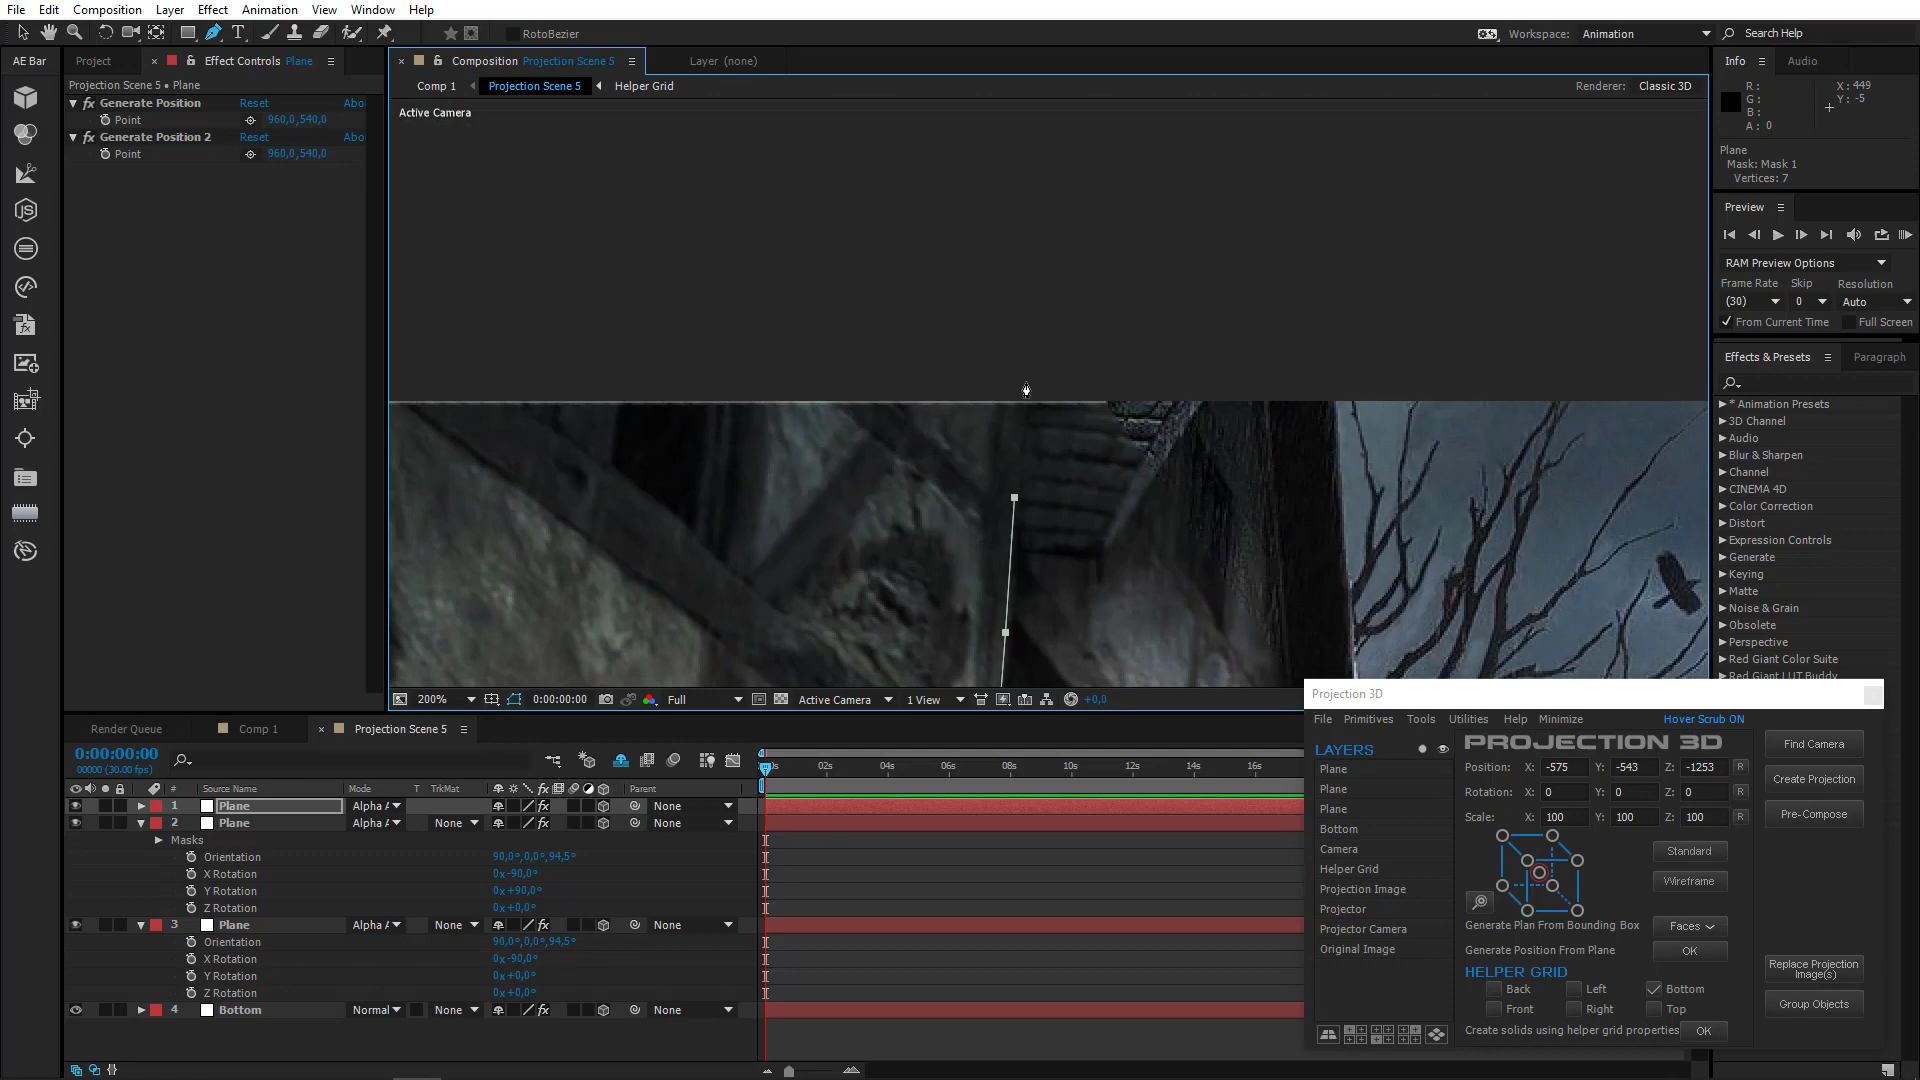 File Edit Composition Layer Effect Animation View Window Help
RotoBezier
Workspace: Animation
Search Help
AE Bar
Project
Effect Controls Plane
Composition Projection Scene 5
Layer (none)
Info
Audio
Projection Scene 5 • Plane
Comp 1
Projection Scene 5
Helper Grid
Renderer: Classic 3D
R :
G :
B :
A : 0
X : 449
Y : -5
fx Generate Position Reset Abo
Point 960,0,540,0
fx Generate Position 2 Reset Abo
Point 960,0,540,0
Active Camera
Plane
Mask: Mask 1
Vertices: 7
Preview
RAM Preview Options
Frame Rate Skip Resolution
(30) 0 Auto
From Current Time Full Screen
Effects & Presets
Paragraph
* Animation Presets
3D Channel
Audio
Blur & Sharpen
Channel
CINEMA 4D
Color Correction
Distort
Expression Controls
Generate
Keying
Matte
Noise & Grain
Obsolete
Perspective
Red Giant Color Suite
Red Giant LUT Buddy
200% 0:00:00:00 Full Active Camera 1 View +0,0
Projection 3D
File Primitives Tools Utilities Help Minimize Hover Scrub ON
LAYERS
Plane
Plane
Plane
Bottom
Camera
Helper Grid
Projection Image
Projector
Projector Camera
Original Image
PROJECTION 3D
Position: X: -575 Y: -543 Z: -1253 R
Rotation: X: 0 Y: 0 Z: 0 R
Scale: X: 100 Y: 100 Z: 100 R
Standard
Wireframe
Generate Plan From Bounding Box Faces
Generate Position From Plane OK
HELPER GRID
Back Left Bottom
Front Right Top
Create solids using helper grid properties OK
Find Camera
Create Projection
Pre-Compose
Replace Projection
Image(s)
Group Objects
Render Queue
Comp 1
Projection Scene 5
0:00:00:00
00000 (30.00 fps)
02s 04s 06s 08s 10s 12s 14s 16s
# Source Name Mode T TrkMat fx Parent
1 Plane Alpha A fx None
2 Plane Alpha A None fx None
Masks
Orientation 90,0°,0,0°,94,5°
X Rotation 0x-90,0°
Y Rotation 0x+90,0°
Z Rotation 0x+0,0°
3 Plane Alpha A None fx None
Orientation 90,0°,0,0°,94,5°
X Rotation 0x-90,0°
Y Rotation 0x+0,0°
Z Rotation 0x+0,0°
4 Bottom Normal None fx None